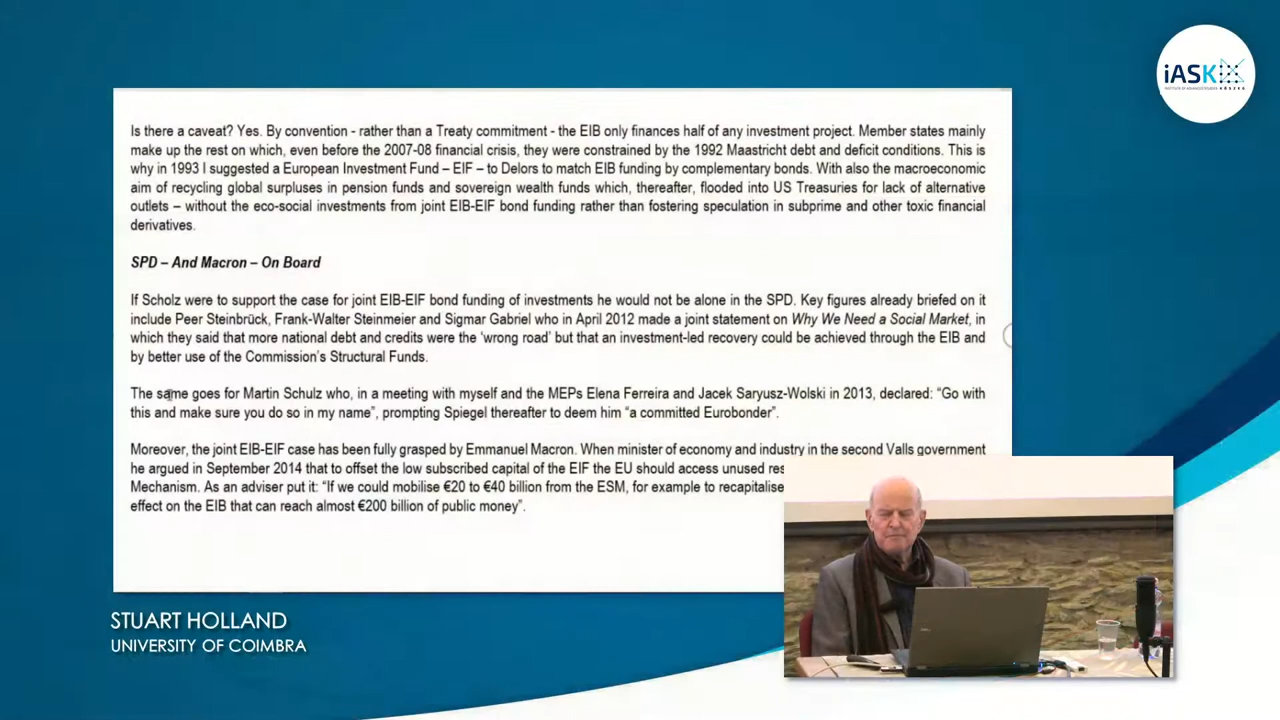 iASK
INSTITUTE OF ADVANCED STUDIES KŐSZEG
Is there a caveat? Yes. By convention - rather than a Treaty commitment - the EIB only finances half of any investment project. Member states mainly
make up the rest on which, even before the 2007-08 financial crisis, they were constrained by the 1992 Maastricht debt and deficit conditions. This is
why in 1993 I suggested a European Investment Fund – EIF – to Delors to match EIB funding by complementary bonds. With also the macroeconomic
aim of recycling global surpluses in pension funds and sovereign wealth funds which, thereafter, flooded into US Treasuries for lack of alternative
outlets – without the eco-social investments from joint EIB-EIF bond funding rather than fostering speculation in subprime and other toxic financial
derivatives.
SPD – And Macron – On Board
If Scholz were to support the case for joint EIB-EIF bond funding of investments he would not be alone in the SPD. Key figures already briefed on it
include Peer Steinbrück, Frank-Walter Steinmeier and Sigmar Gabriel who in April 2012 made a joint statement on Why We Need a Social Market, in
which they said that more national debt and credits were the ‘wrong road’ but that an investment-led recovery could be achieved through the EIB and
by better use of the Commission’s Structural Funds.
The same goes for Martin Schulz who, in a meeting with myself and the MEPs Elena Ferreira and Jacek Saryusz-Wolski in 2013, declared: “Go with
this and make sure you do so in my name”, prompting Spiegel thereafter to deem him “a committed Eurobonder”.
Moreover, the joint EIB-EIF case has been fully grasped by Emmanuel Macron. When minister of economy and industry in the second Valls government
he argued in September 2014 that to offset the low subscribed capital of the EIF the EU should access unused res
Mechanism. As an adviser put it: “If we could mobilise €20 to €40 billion from the ESM, for example to recapitalise
effect on the EIB that can reach almost €200 billion of public money”.
STUART HOLLAND
UNIVERSITY OF COIMBRA